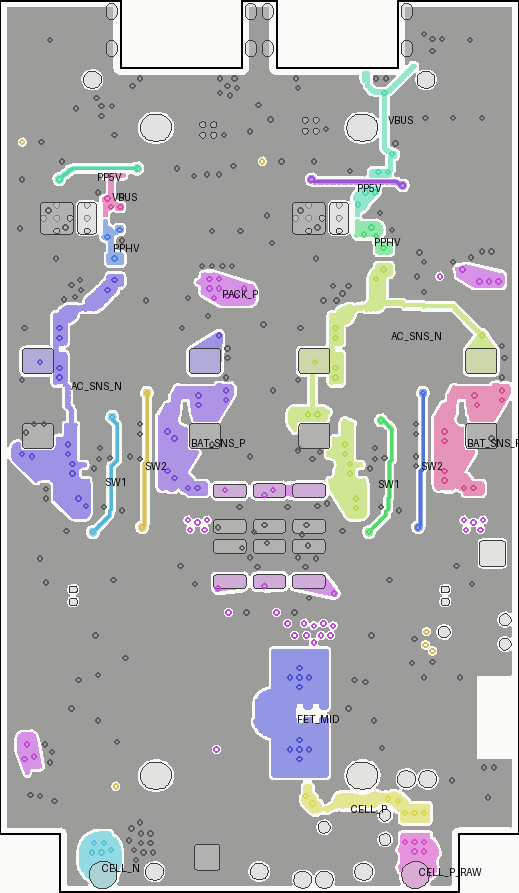 VBUS
PP5V
VBUS
PP5V
PPHV
PPHV
PACK_P
AC_SNS_N
AC_SNS_N
BAT_SNS_P
BAT_SNS_P
SW2
SW2
SW1
SW1
FET_MID
CELL_P
CELL_N
CELL_P_RAW